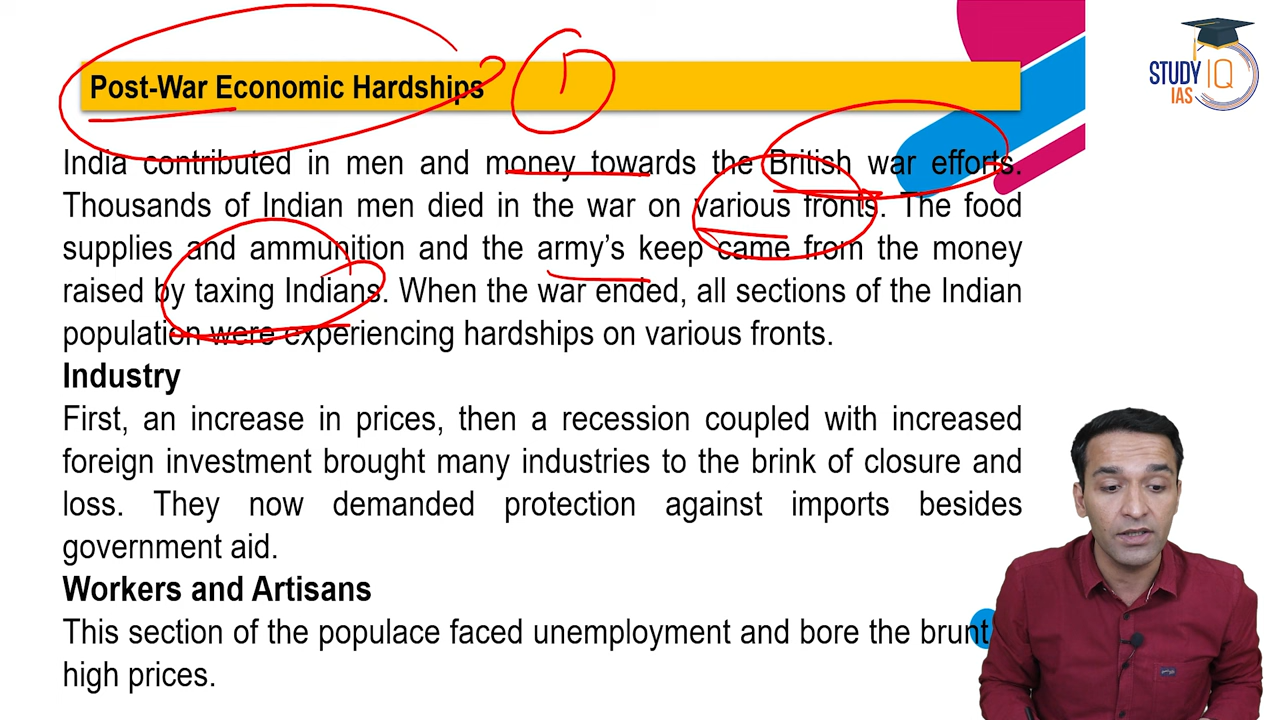 STUDY IQ
IAS
Post-War Economic Hardships
India contributed in men and money towards the British war efforts.
Thousands of Indian men died in the war on various fronts. The food
supplies and ammunition and the army's keep came from the money
raised by taxing Indians. When the war ended, all sections of the Indian
population were experiencing hardships on various fronts.
Industry
First, an increase in prices, then a recession coupled with increased
foreign investment brought many industries to the brink of closure and
loss. They now demanded protection against imports besides
government aid.
Workers and Artisans
This section of the populace faced unemployment and bore the brunt
high prices.